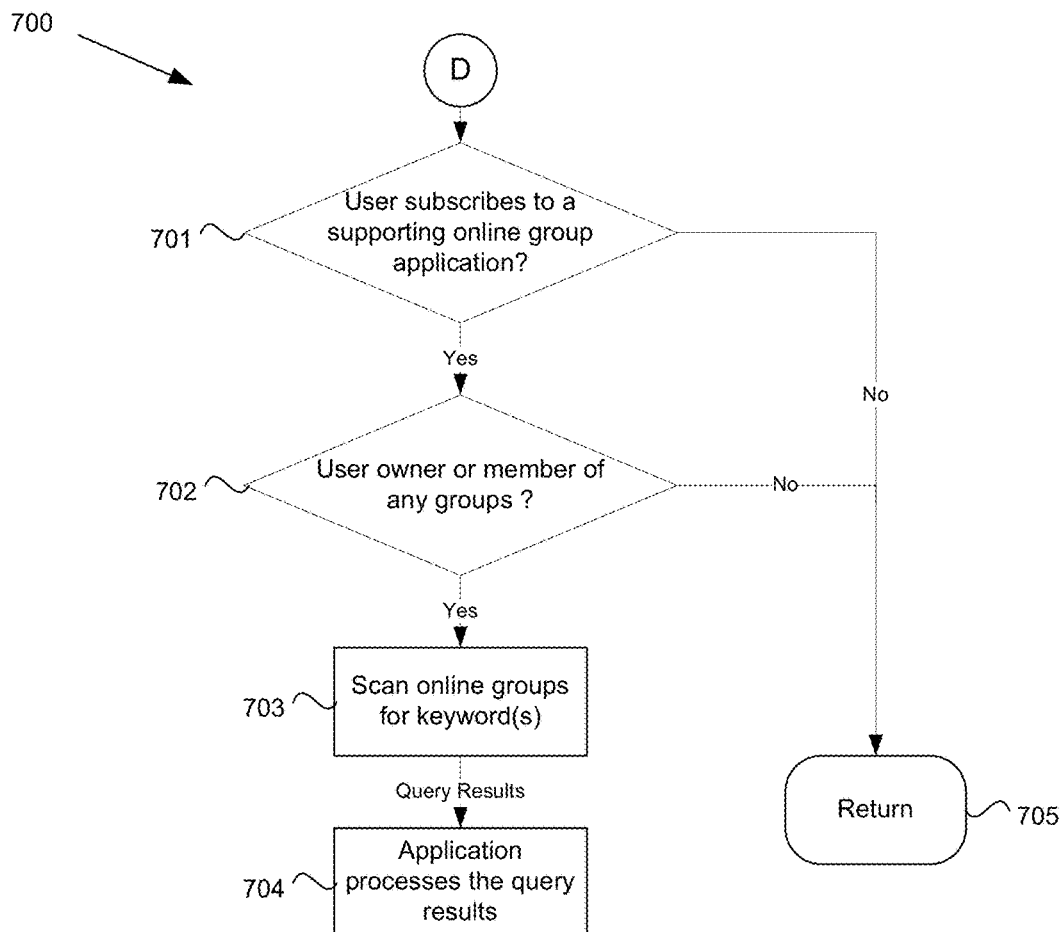 700
D
User subscribes to a
supporting online group
application?
701
Yes
No
User owner or member of
any groups ?
702
No
Yes
Scan online groups
for keyword(s)
703
Query Results
Return
705
Application
processes the query
results
704